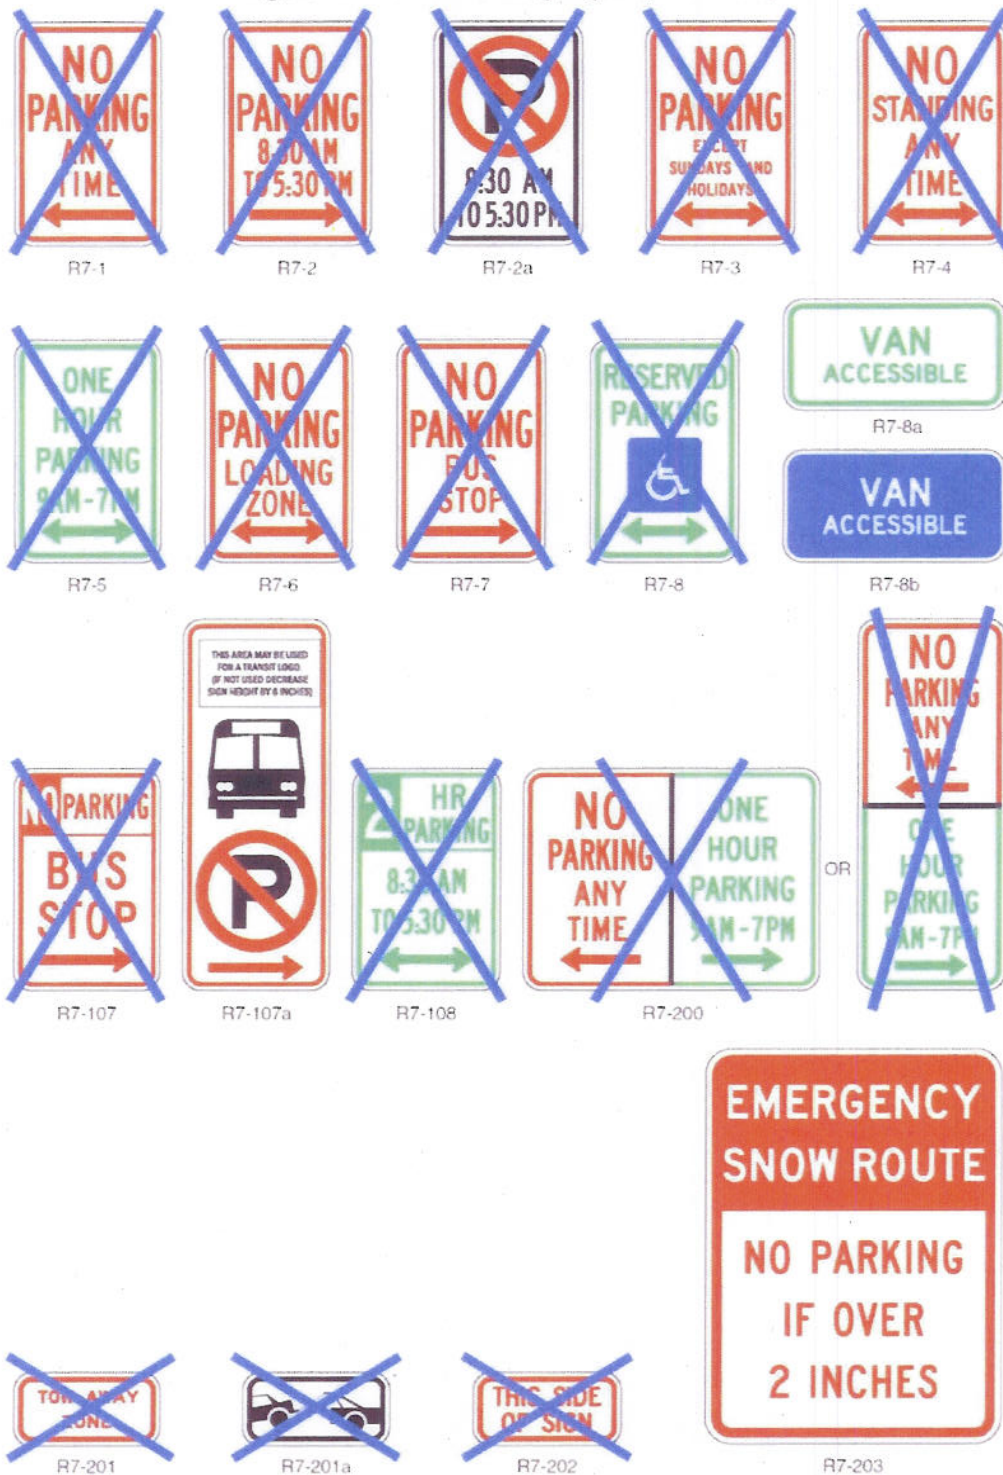 NO
PARKING
ANY
TIME
R7-1
NO
PARKING
8:30 AM
TO 5:30 PM
R7-2
P
8:30 AM
TO 5:30 PM
R7-2a
NO
PARKING
EXCEPT
SUNDAYS AND
HOLIDAYS
R7-3
NO
STANDING
ANY
TIME
R7-4
ONE
HOUR
PARKING
9AM-7PM
R7-5
NO
PARKING
LOADING
ZONE
R7-6
NO
PARKING
BUS
STOP
R7-7
RESERVED
PARKING
R7-8
VAN
ACCESSIBLE
R7-8a
VAN
ACCESSIBLE
R7-8b
NO PARKING
BUS
STOP
R7-107
THIS AREA MAY BE USED
FOR A TRANSIT LOGO
(IF NOT USED DECREASE
SIGN HEIGHT BY 6 INCHES)
P
R7-107a
2 HR
PARKING
8:30 AM
TO 5:30 PM
R7-108
NO
PARKING
ANY
TIME
ONE
HOUR
PARKING
9AM-7PM
R7-200
OR
NO
PARKING
ANY
TIME
ONE
HOUR
PARKING
9AM-7PM
TOW-AWAY
ZONE
R7-201
R7-201a
THIS SIDE
OF SIGN
R7-202
EMERGENCY
SNOW ROUTE
NO PARKING
IF OVER
2 INCHES
R7-203